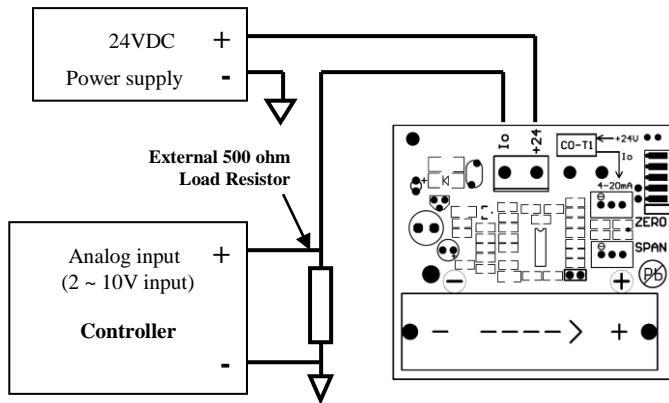 24VDC +
Power supply -
External 500 ohm
Load Resistor
Analog input +
(2 ~ 10V input)
Controller
-
Io +24
CO-T1
+24V
Io
4-20mA
ZERO
SPAN
Pb
- +
+
- ----> +